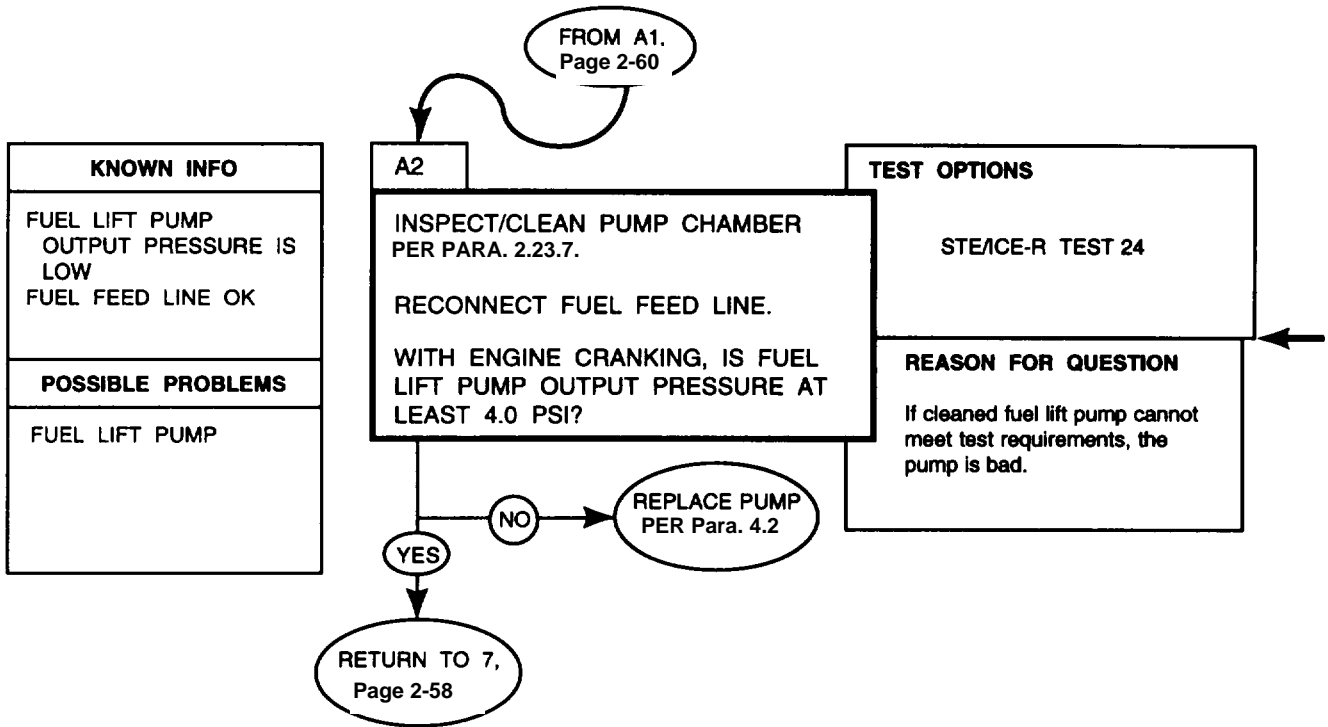 FROM A1,
Page 2-60
KNOWN INFO
FUEL LIFT PUMP
OUTPUT PRESSURE IS
LOW
FUEL FEED LINE OK
POSSIBLE PROBLEMS
FUEL LIFT PUMP
A2
INSPECT/CLEAN PUMP CHAMBER
PER PARA. 2.23.7.
RECONNECT FUEL FEED LINE.
WITH ENGINE CRANKING, IS FUEL
LIFT PUMP OUTPUT PRESSURE AT
LEAST 4.0 PSI?
TEST OPTIONS
STE/ICE-R TEST 24
REASON FOR QUESTION
If cleaned fuel lift pump cannot
meet test requirements, the
pump is bad.
NO
REPLACE PUMP
PER Para. 4.2
YES
RETURN TO 7,
Page 2-58